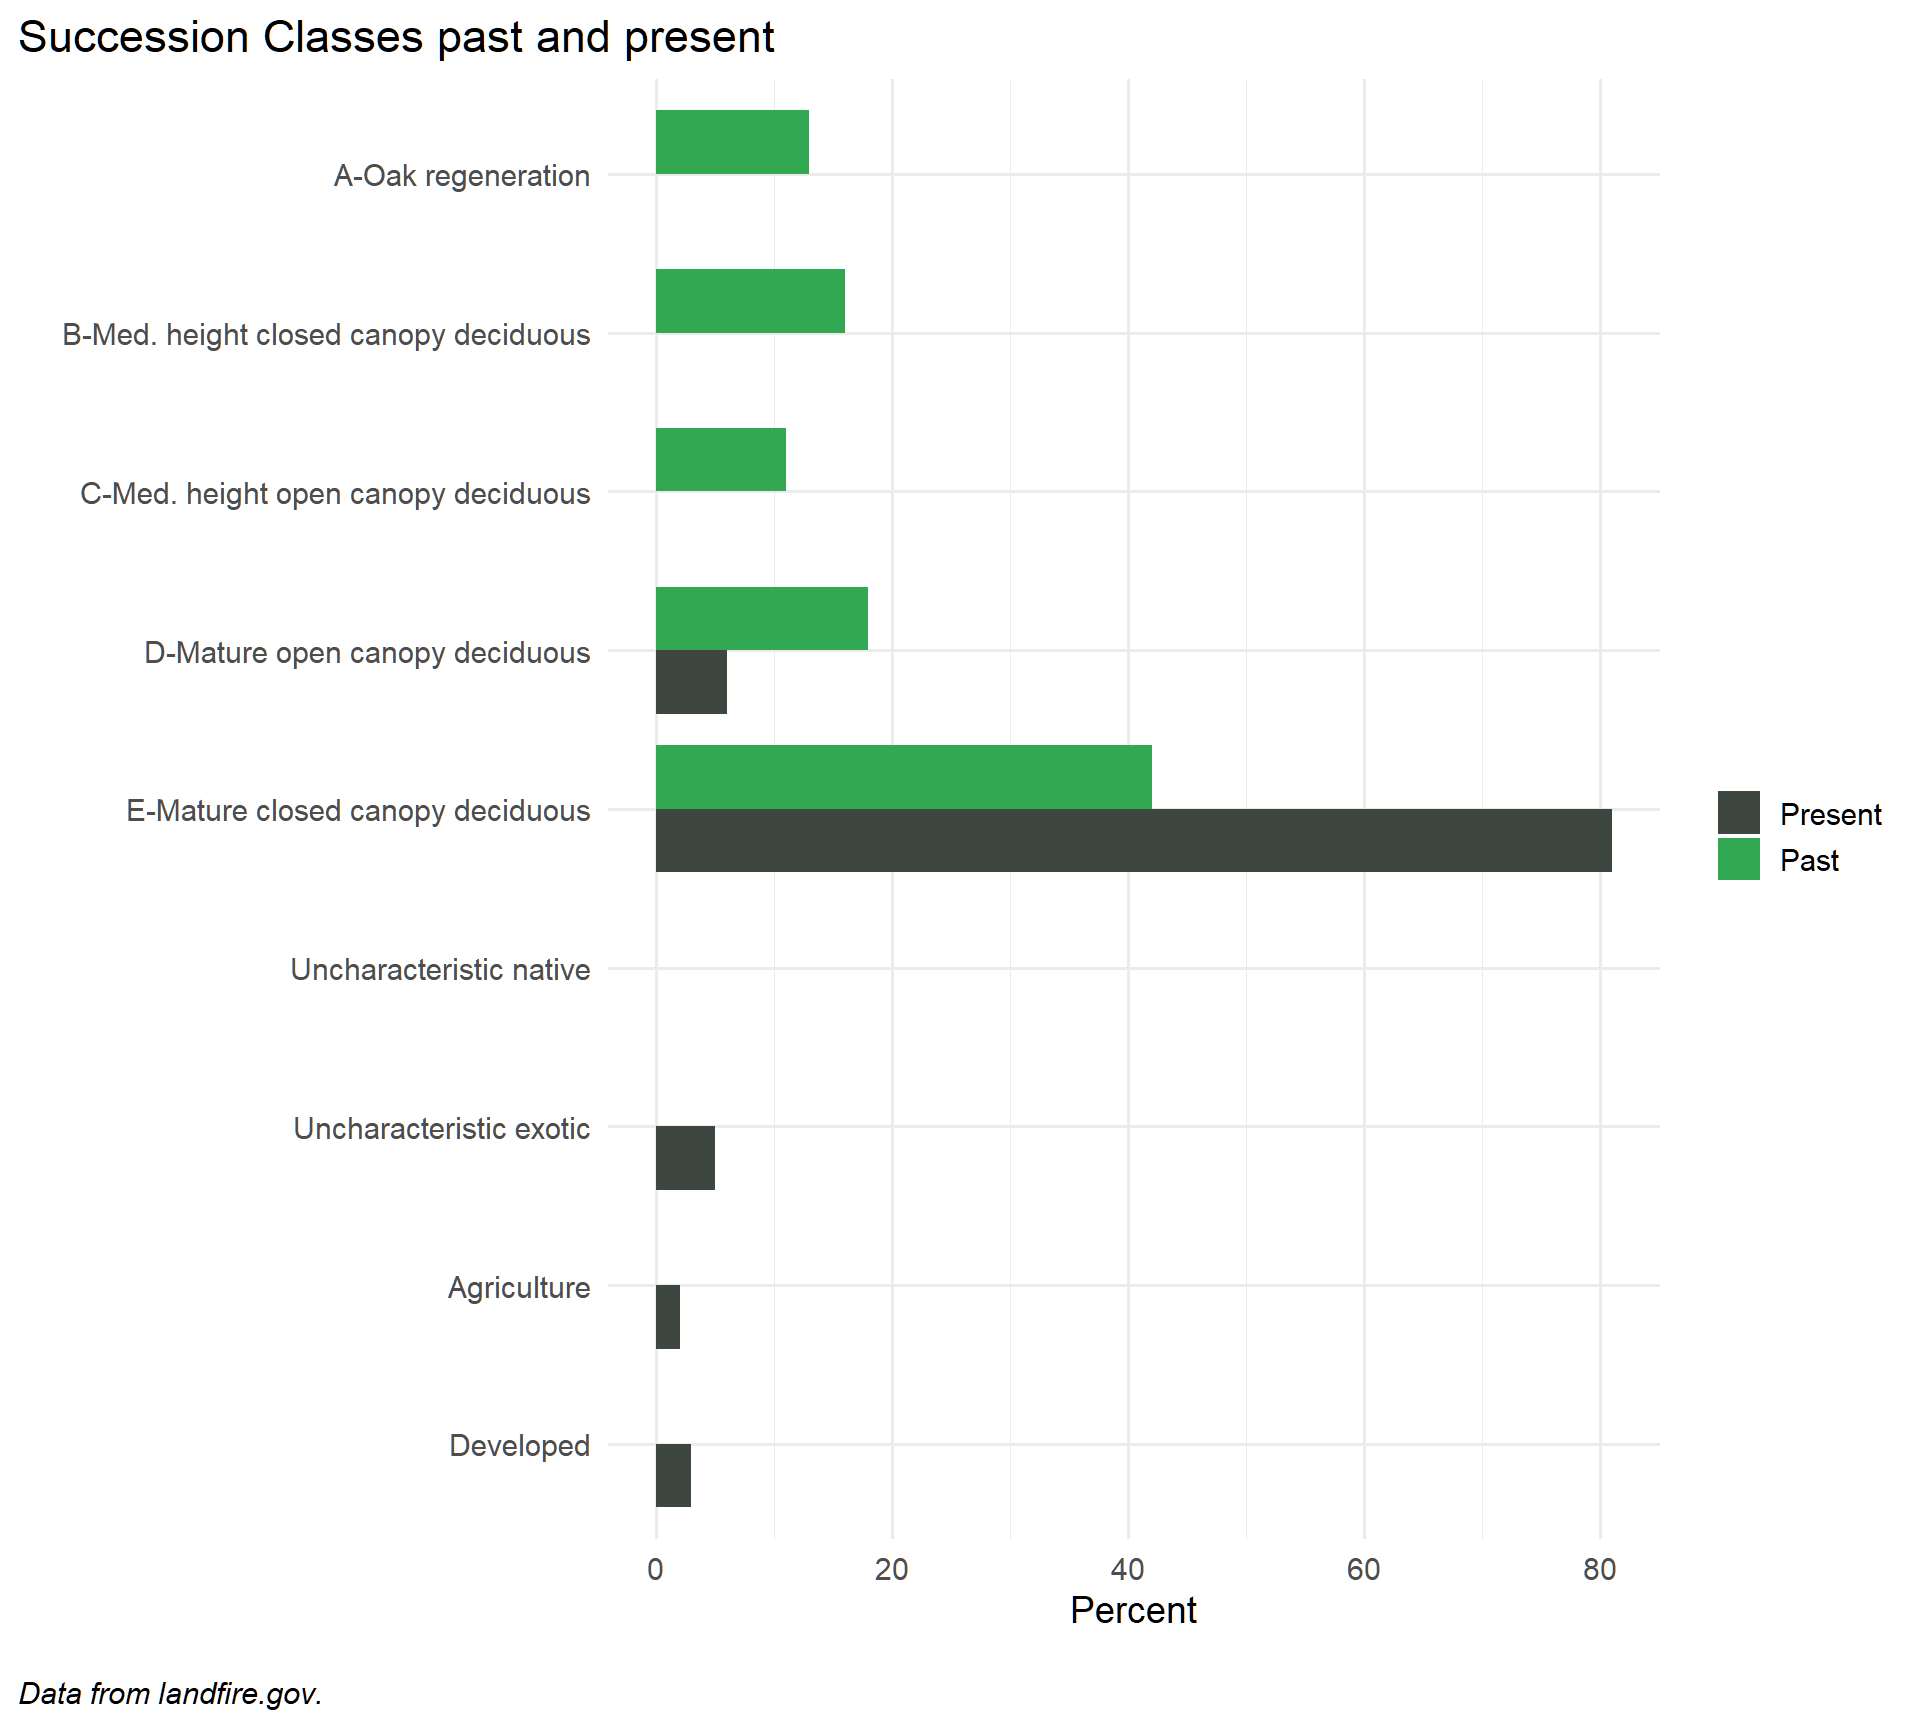 Succession Classes past and present
A-Oak regeneration
B-Med. height closed canopy deciduous
C-Med. height open canopy deciduous
D-Mature open canopy deciduous
E-Mature closed canopy deciduous
Uncharacteristic native
Uncharacteristic exotic
Agriculture
Developed
Present
Past
0 20 40 60 80
Percent
Data from landfire.gov.